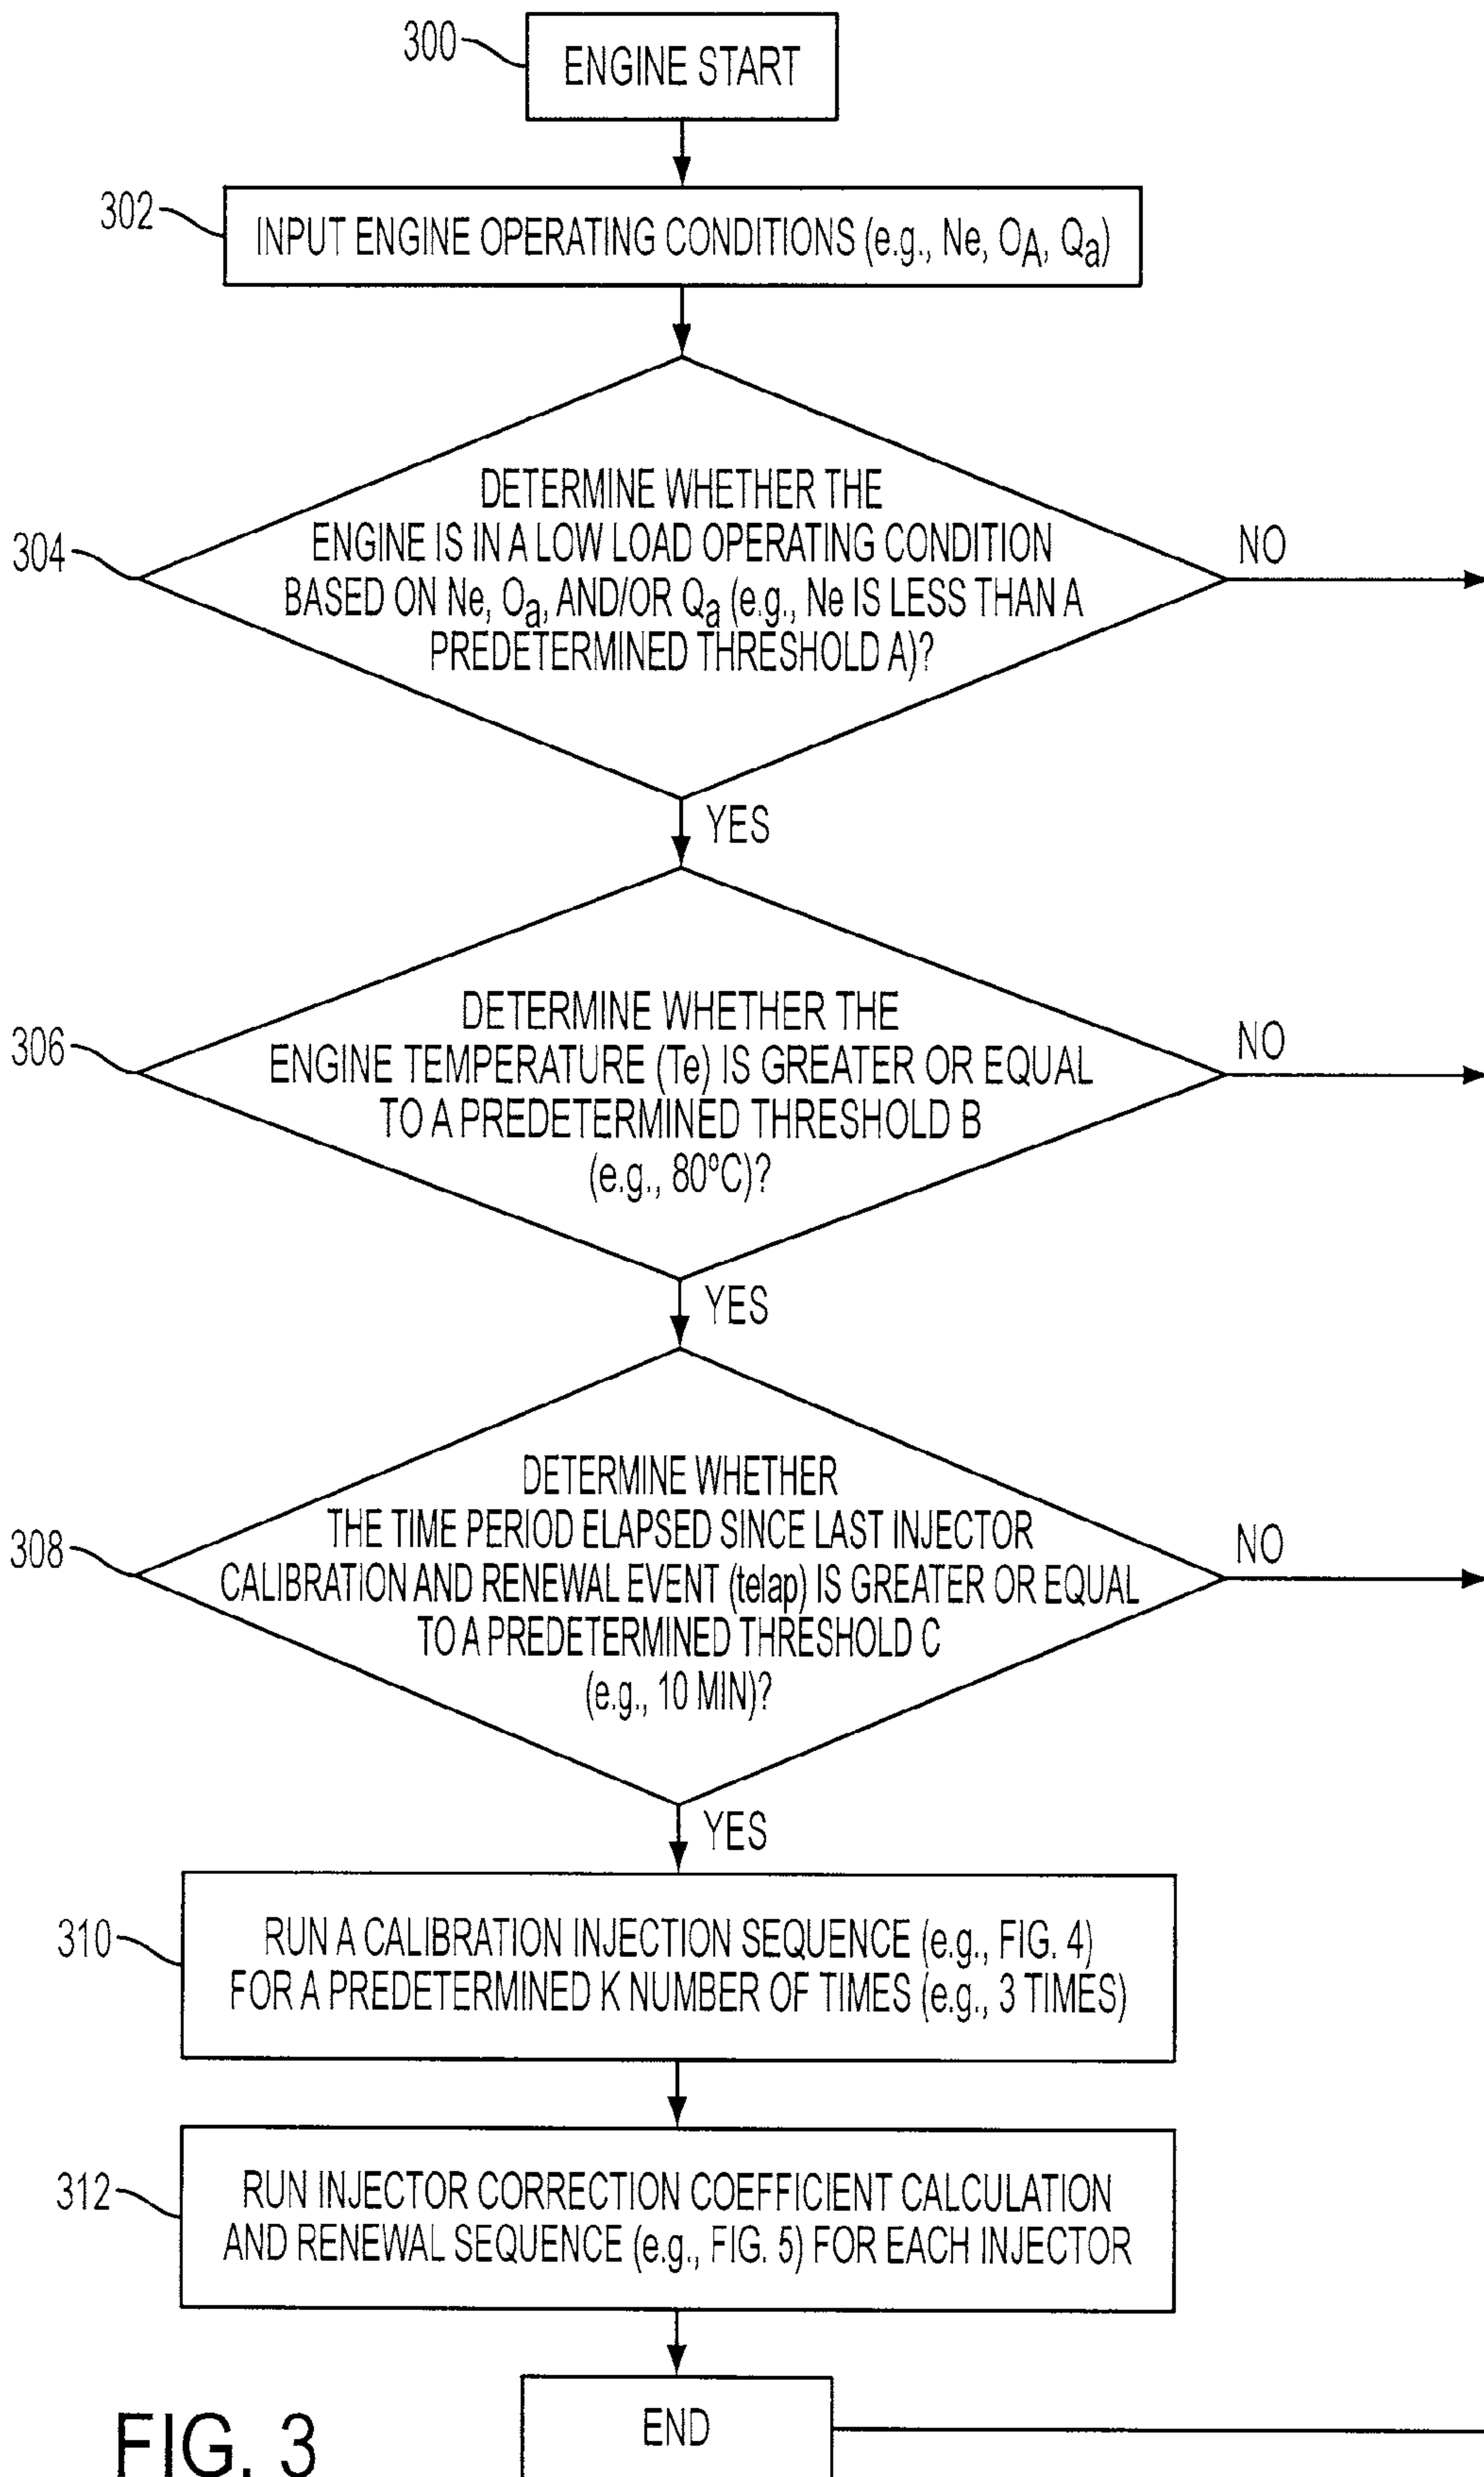 300
ENGINE START
302
INPUT ENGINE OPERATING CONDITIONS (e.g., Ne, OA, Qa)
304
DETERMINE WHETHER THE
ENGINE IS IN A LOW LOAD OPERATING CONDITION
BASED ON Ne, Oa, AND/OR Qa (e.g., Ne IS LESS THAN A
PREDETERMINED THRESHOLD A)?
NO
YES
306
DETERMINE WHETHER THE
ENGINE TEMPERATURE (Te) IS GREATER OR EQUAL
TO A PREDETERMINED THRESHOLD B
(e.g., 80ºC)?
NO
YES
308
DETERMINE WHETHER
THE TIME PERIOD ELAPSED SINCE LAST INJECTOR
CALIBRATION AND RENEWAL EVENT (telap) IS GREATER OR EQUAL
TO A PREDETERMINED THRESHOLD C
(e.g., 10 MIN)?
NO
YES
310
RUN A CALIBRATION INJECTION SEQUENCE (e.g., FIG. 4)
FOR A PREDETERMINED K NUMBER OF TIMES (e.g., 3 TIMES)
312
RUN INJECTOR CORRECTION COEFFICIENT CALCULATION
AND RENEWAL SEQUENCE (e.g., FIG. 5) FOR EACH INJECTOR
END
FIG. 3